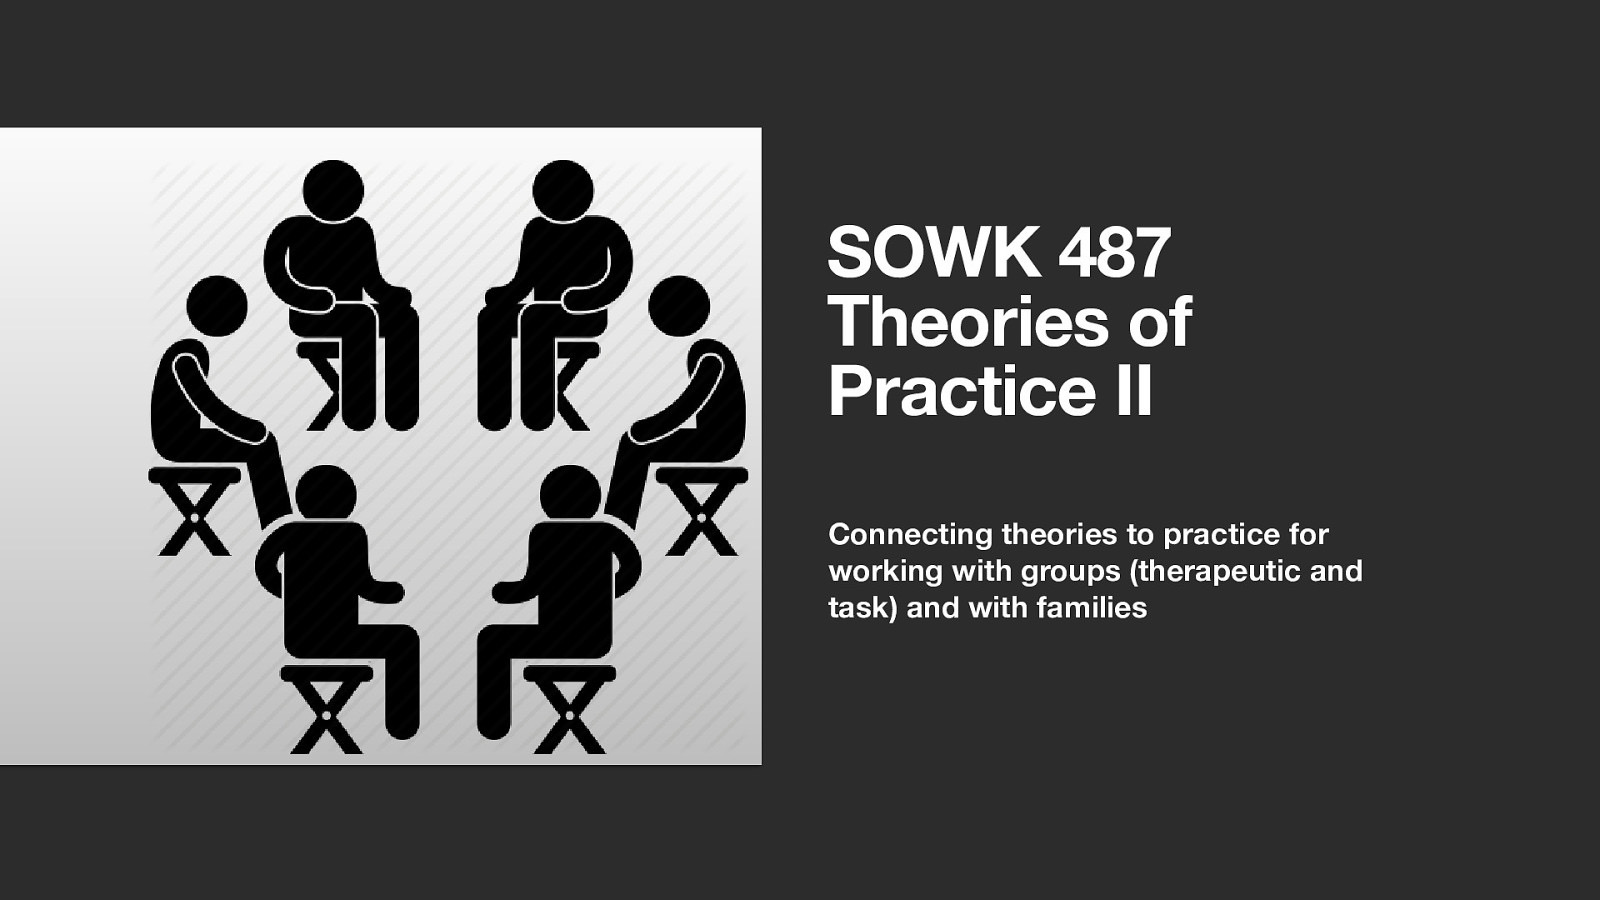 SOWK 487
Theories of
Practice II
Connecting theories to practice for
working with groups (therapeutic and
task) and with families